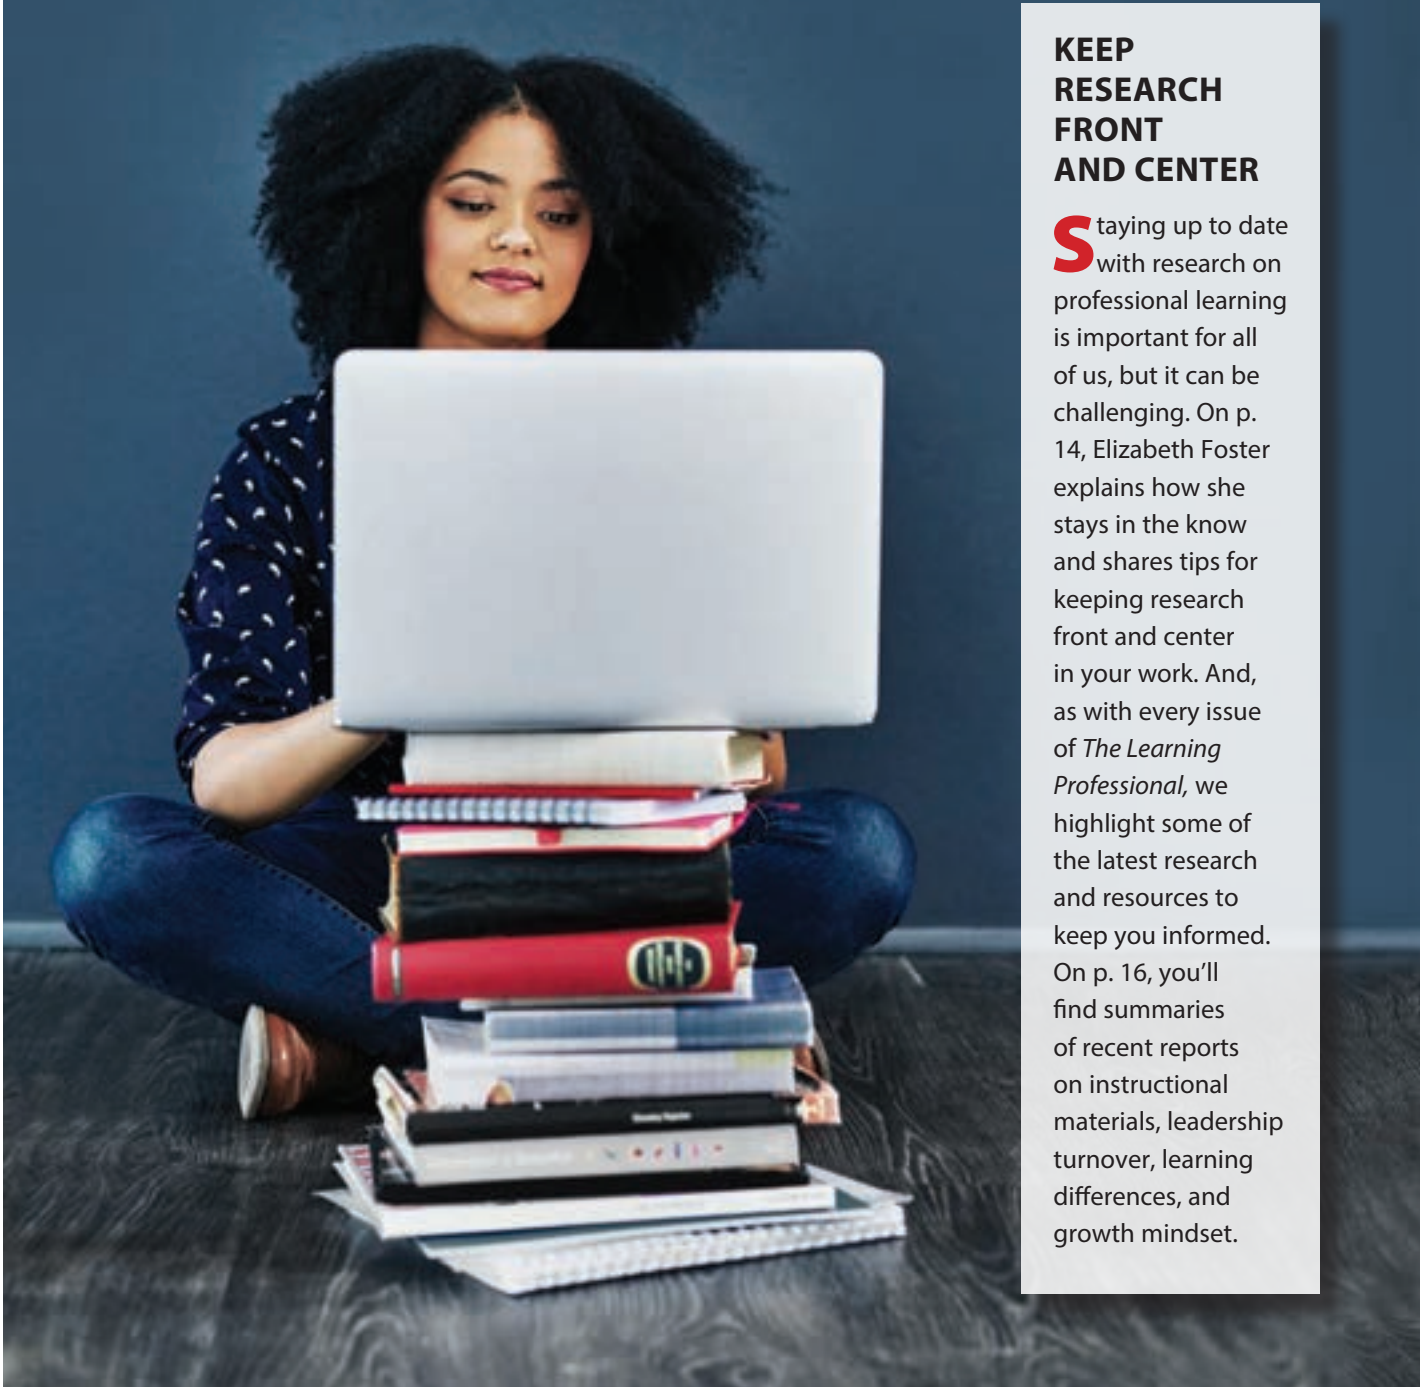 KEEP
RESEARCH
FRONT
AND CENTER
Staying up to date
with research on
professional learning
is important for all
of us, but it can be
challenging. On p.
14, Elizabeth Foster
explains how she
stays in the know
and shares tips for
keeping research
front and center
in your work. And,
as with every issue
of The Learning
Professional, we
highlight some of
the latest research
and resources to
keep you informed.
On p. 16, you’ll
find summaries
of recent reports
on instructional
materials, leadership
turnover, learning
differences, and
growth mindset.